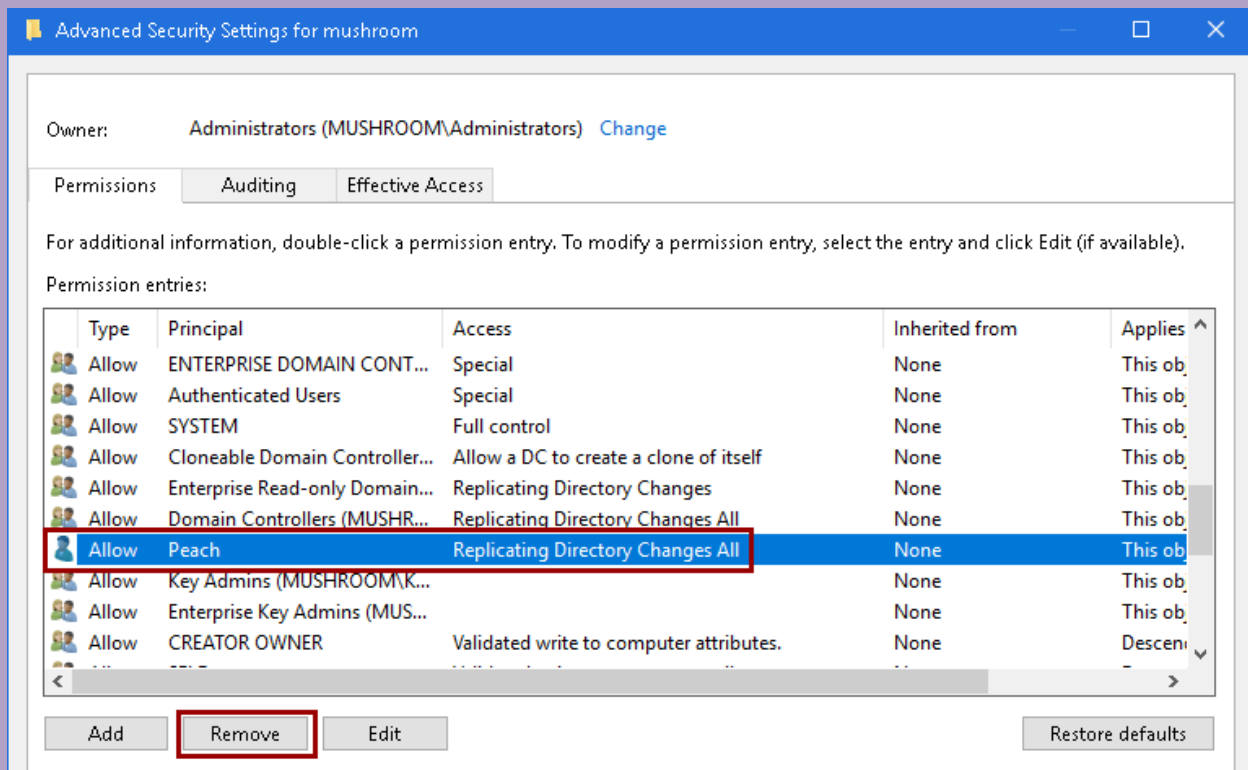 Advanced Security Settings for mushroom
Owner: Administrators (MUSHROOM\Administrators) Change
Permissions Auditing Effective Access
For additional information, double-click a permission entry. To modify a permission entry, select the entry and click Edit (if available).
Permission entries:
Type Principal Access Inherited from Applies
Allow ENTERPRISE DOMAIN CONT... Special None This ob
Allow Authenticated Users Special None This ob
Allow SYSTEM Full control None This ob
Allow Cloneable Domain Controller... Allow a DC to create a clone of itself None This ob
Allow Enterprise Read-only Domain... Replicating Directory Changes None This ob
Allow Domain Controllers (MUSHR... Replicating Directory Changes All None This ob
Allow Peach Replicating Directory Changes All None This ob
Allow Key Admins (MUSHROOM\K... None This ob
Allow Enterprise Key Admins (MUS... None This ob
Allow CREATOR OWNER Validated write to computer attributes. None Descen
Add Remove Edit Restore defaults